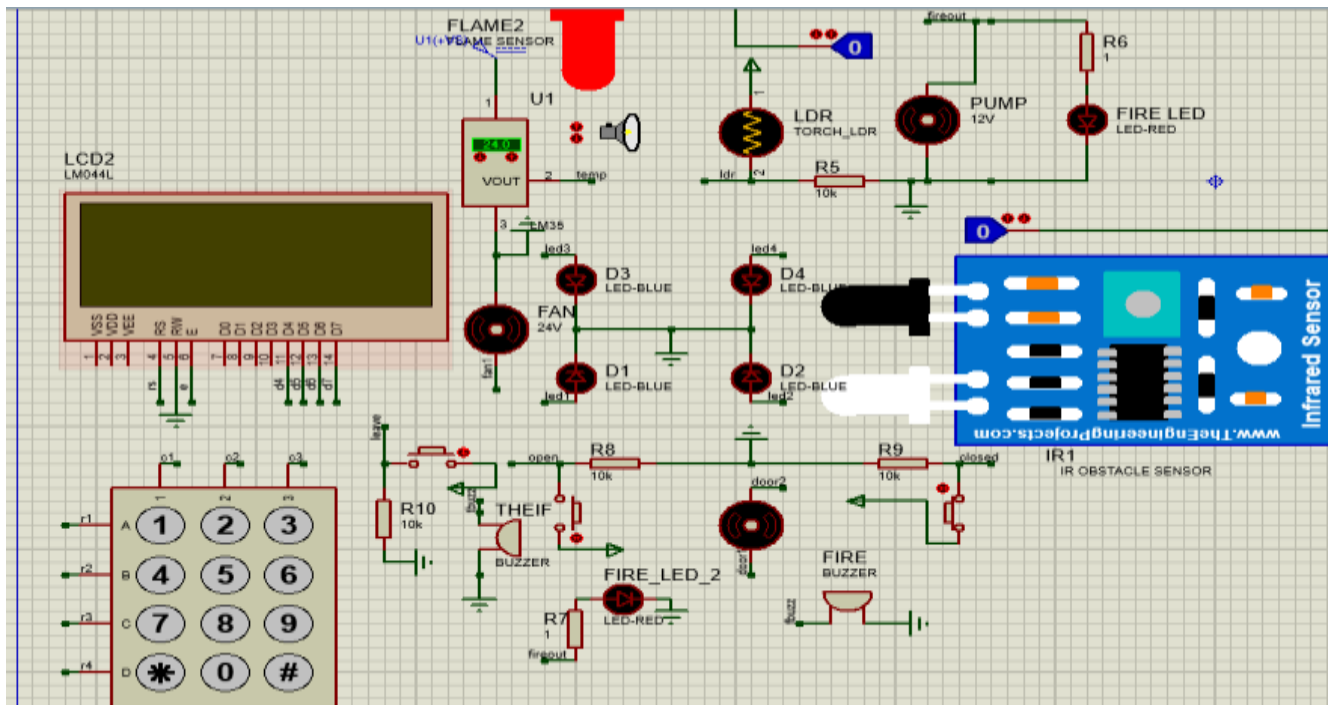 fireout
FLAME2
FLAME SENSOR
0
R6
1
U1
1
24.0
VOUT
2
temp
3
LM35
1
LDR
TORCH_LDR
2
ldr
R5
10k
PUMP
12V
FIRE LED
LED-RED
LCD2
LM044L
VSS
VDD
VEE
RS
RW
E
D0
D1
D2
D3
D4
D5
D6
D7
1
2
3
4
5
6
7
8
9
10
11
12
13
14
rs
e
d4
d5
d6
d7
0
led3
D3
LED-BLUE
led4
D4
LED-BLUE
FAN
24V
fan1
D1
LED-BLUE
led1
D2
LED-BLUE
led2
Infrared Sensor
www.TheEngineeringProjects.com
IR1
IR OBSTACLE SENSOR
leave
open
R8
10k
R9
10k
closed
R10
10k
THEIF
BUZZER
door2
FIRE_LED_2
LED-RED
R7
1
fireout
FIRE
BUZZER
fbuzz
c1
c2
c3
1
2
3
r1
A
1
2
3
r2
B
4
5
6
r3
C
7
8
9
r4
D
*
0
#